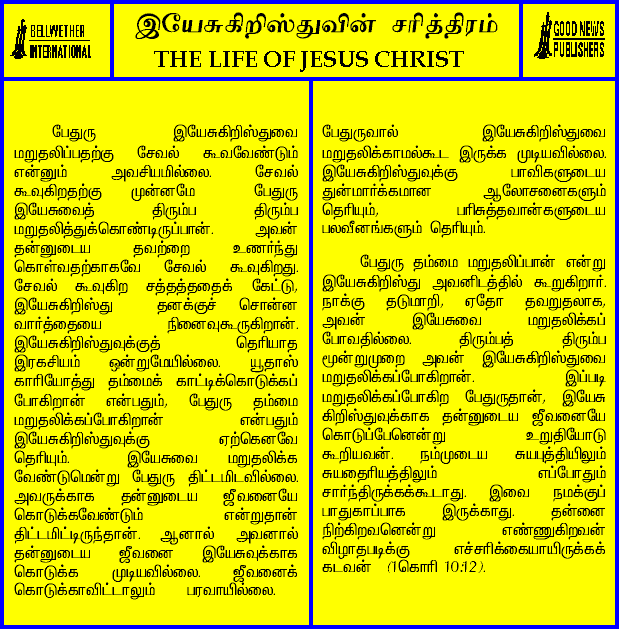 BELLWETHER
INTERNATIONAL
இயேசுகிறிஸ்துவின் சரித்திரம்
THE LIFE OF JESUS CHRIST
GOOD NEWS
PUBLISHERS
பேதுரு இயேசுகிறிஸ்துவை
மறுதலிப்பதற்கு சேவல் கூவவேண்டும்
என்னும் அவசியமில்லை. சேவல்
கூவுகிறதற்கு முன்னமே பேதுரு
இயேசுவைத் திரும்ப திரும்ப
மறுதலித்துக்கொண்டிருப்பான். அவன்
தன்னுடைய தவற்றை உணர்ந்து
கொள்வதற்காகவே சேவல் கூவுகிறது.
சேவல் கூவுகிற சத்தத்ததைக் கேட்டு,
இயேசுகிறிஸ்து தனக்குச் சொன்ன
வார்த்தையை நினைவுகூருகிறான்.
இயேசுகிறிஸ்துவுக்குத் தெரியாத
இரகசியம் ஒன்றுமேயில்லை. யூதாஸ்
காரியோத்து தம்மைக் காட்டிக்கொடுக்கப்
போகிறான் என்பதும், பேதுரு தம்மை
மறுதலிக்கப்போகிறான் என்பதும்
இயேசுகிறிஸ்துவுக்கு ஏற்கெனவே
தெரியும். இயேசுவை மறுதலிக்க
வேண்டுமென்று பேதுரு திட்டமிடவில்லை.
அவருக்காக தன்னுடைய ஜீவனையே
கொடுக்கவேண்டும் என்றுதான்
திட்டமிட்டிருந்தான். ஆனால் அவனால்
தன்னுடைய ஜீவனை இயேசுவுக்காக
கொடுக்க முடியவில்லை. ஜீவனைக்
கொடுக்காவிட்டாலும் பரவாயில்லை.
பேதுருவால் இயேசுகிறிஸ்துவை
மறுதலிக்காமல்கூட இருக்க முடியவில்லை.
இயேசுகிறிஸ்துவுக்கு பாவிகளுடைய
துன்மார்க்கமான ஆலோசனைகளும்
தெரியும், பரிசுத்தவான்களுடைய
பலவீனங்களும் தெரியும்.
பேதுரு தம்மை மறுதலிப்பான் என்று
இயேசுகிறிஸ்து அவனிடத்தில் கூறுகிறார்.
நாக்கு தடுமாறி, ஏதோ தவறுதலாக,
அவன் இயேசுவை மறுதலிக்கப்
போவதில்லை. திரும்பத் திரும்ப
மூன்றுமுறை அவன் இயேசுகிறிஸ்துவை
மறுதலிக்கப்போகிறான். இப்படி
மறுதலிக்கப்போகிற பேதுருதான், இயேசு
கிறிஸ்துவுக்காக தன்னுடைய ஜீவனையே
கொடுப்பேனென்று உறுதியோடு
கூறியவன். நம்முடைய சுயபுத்தியிலும்
சுயதைரியத்திலும் எப்போதும்
சார்ந்திருக்கக்கூடாது. இவை நமக்குப்
பாதுகாப்பாக இருக்காது. தன்னை
நிற்கிறவனென்று எண்ணுகிறவன்
விழாதபடிக்கு எச்சரிக்கையாயிருக்கக்
கடவன் (1கொரி 10:12).